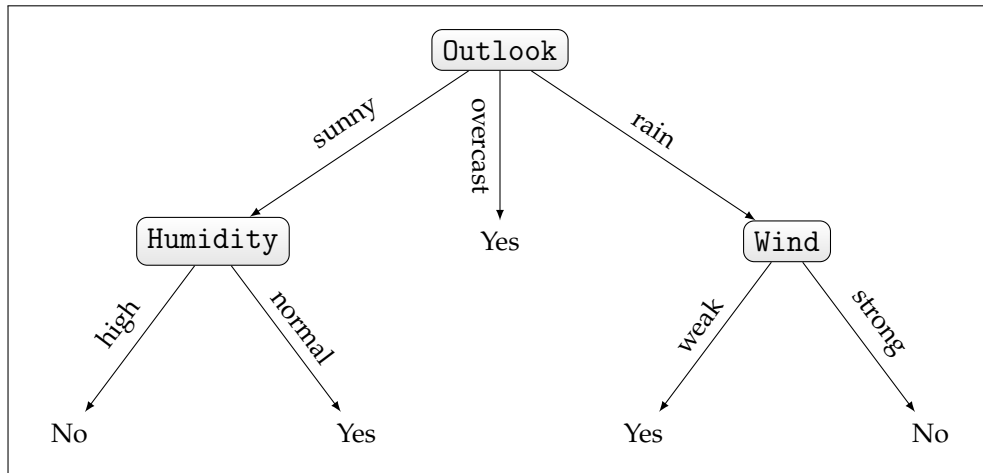 Outlook
sunny
overcast
rain
Humidity
Yes
Wind
high
normal
weak
strong
No
Yes
Yes
No